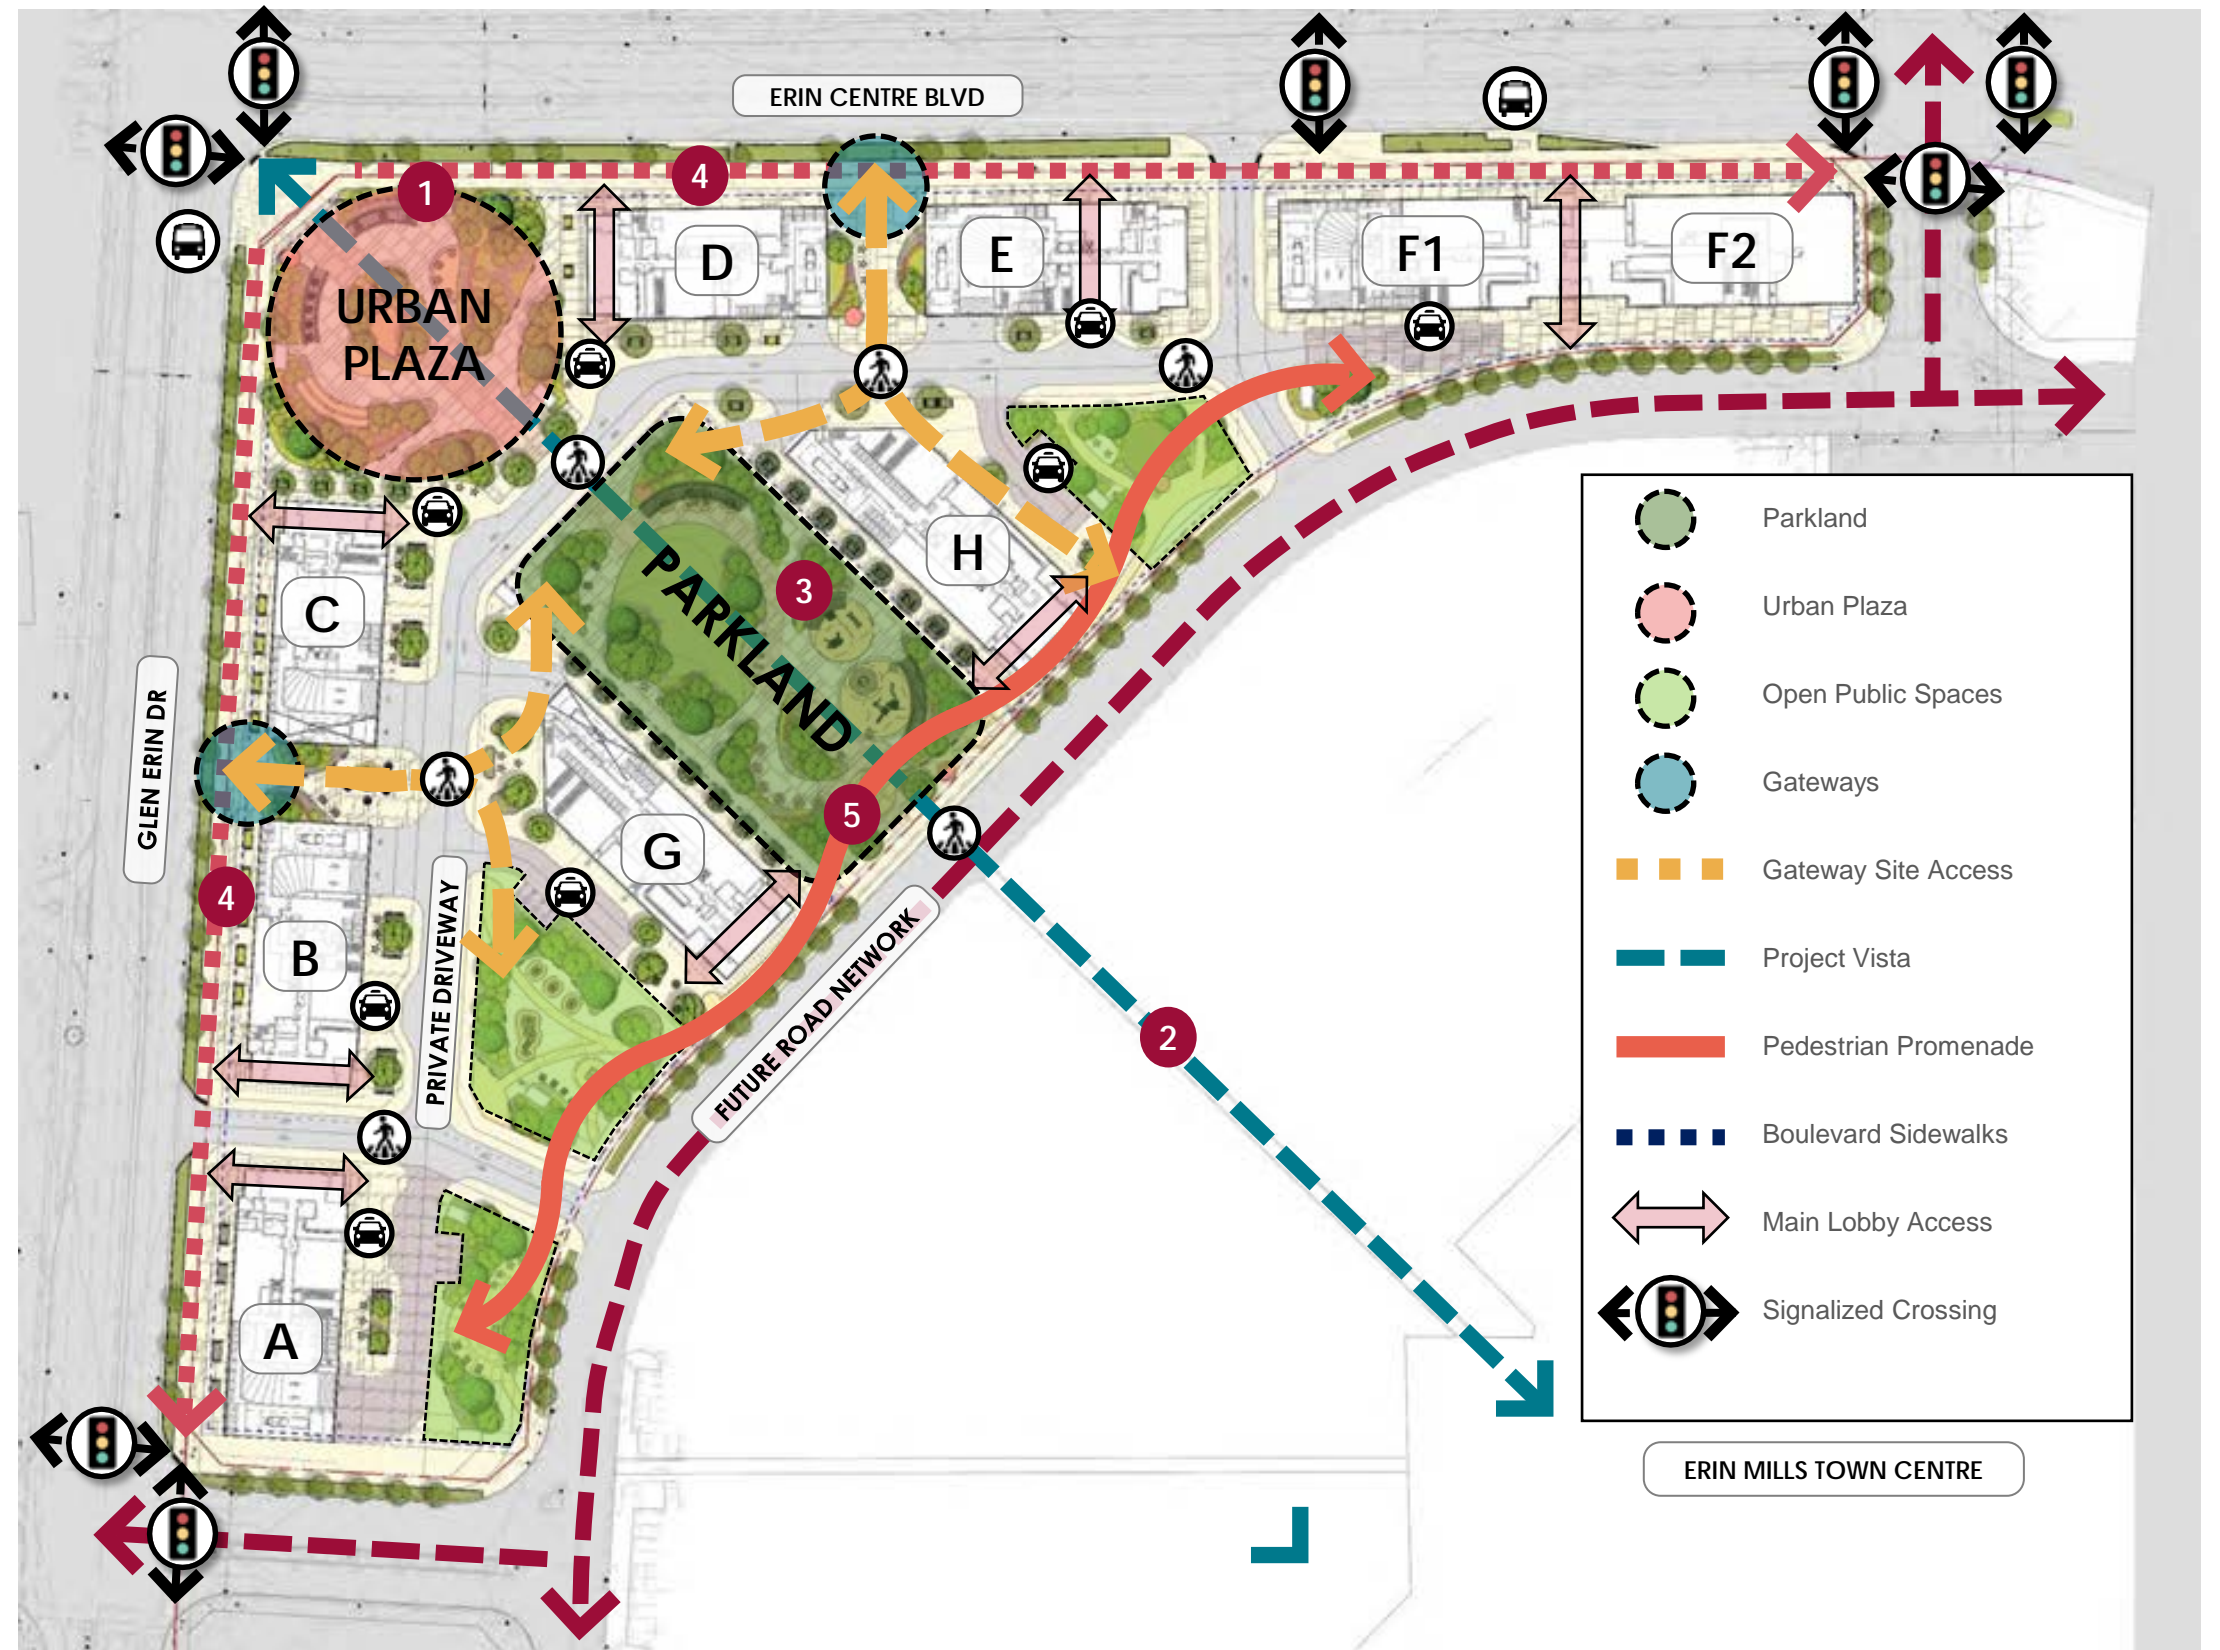 ERIN CENTRE BLVD
1
4
D
E
F1
F2
URBAN
PLAZA
C
H
3
PARKLAND
GLEN ERIN DR
5
G
4
B
PRIVATE DRIVEWAY
FUTURE ROAD NETWORK
2
A
Parkland
Urban Plaza
Open Public Spaces
Gateways
Gateway Site Access
Project Vista
Pedestrian Promenade
Boulevard Sidewalks
Main Lobby Access
Signalized Crossing
ERIN MILLS TOWN CENTRE